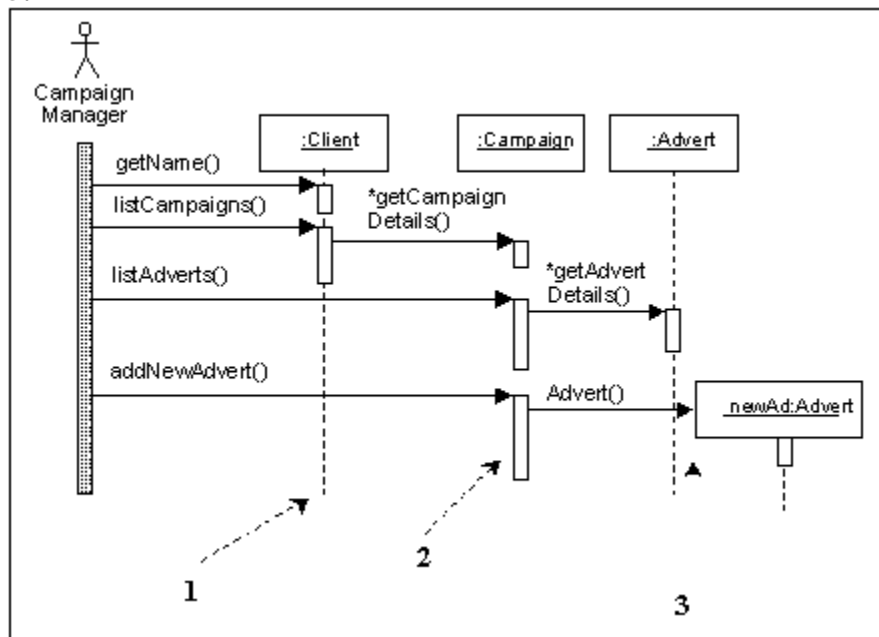 Campaign
Manager
:Client
:Campaign
:Advert
getName()
listCampaigns()
*getCampaign
Details()
listAdverts()
*getAdvert
Details()
addNewAdvert()
Advert()
newAd:Advert
1
2
3